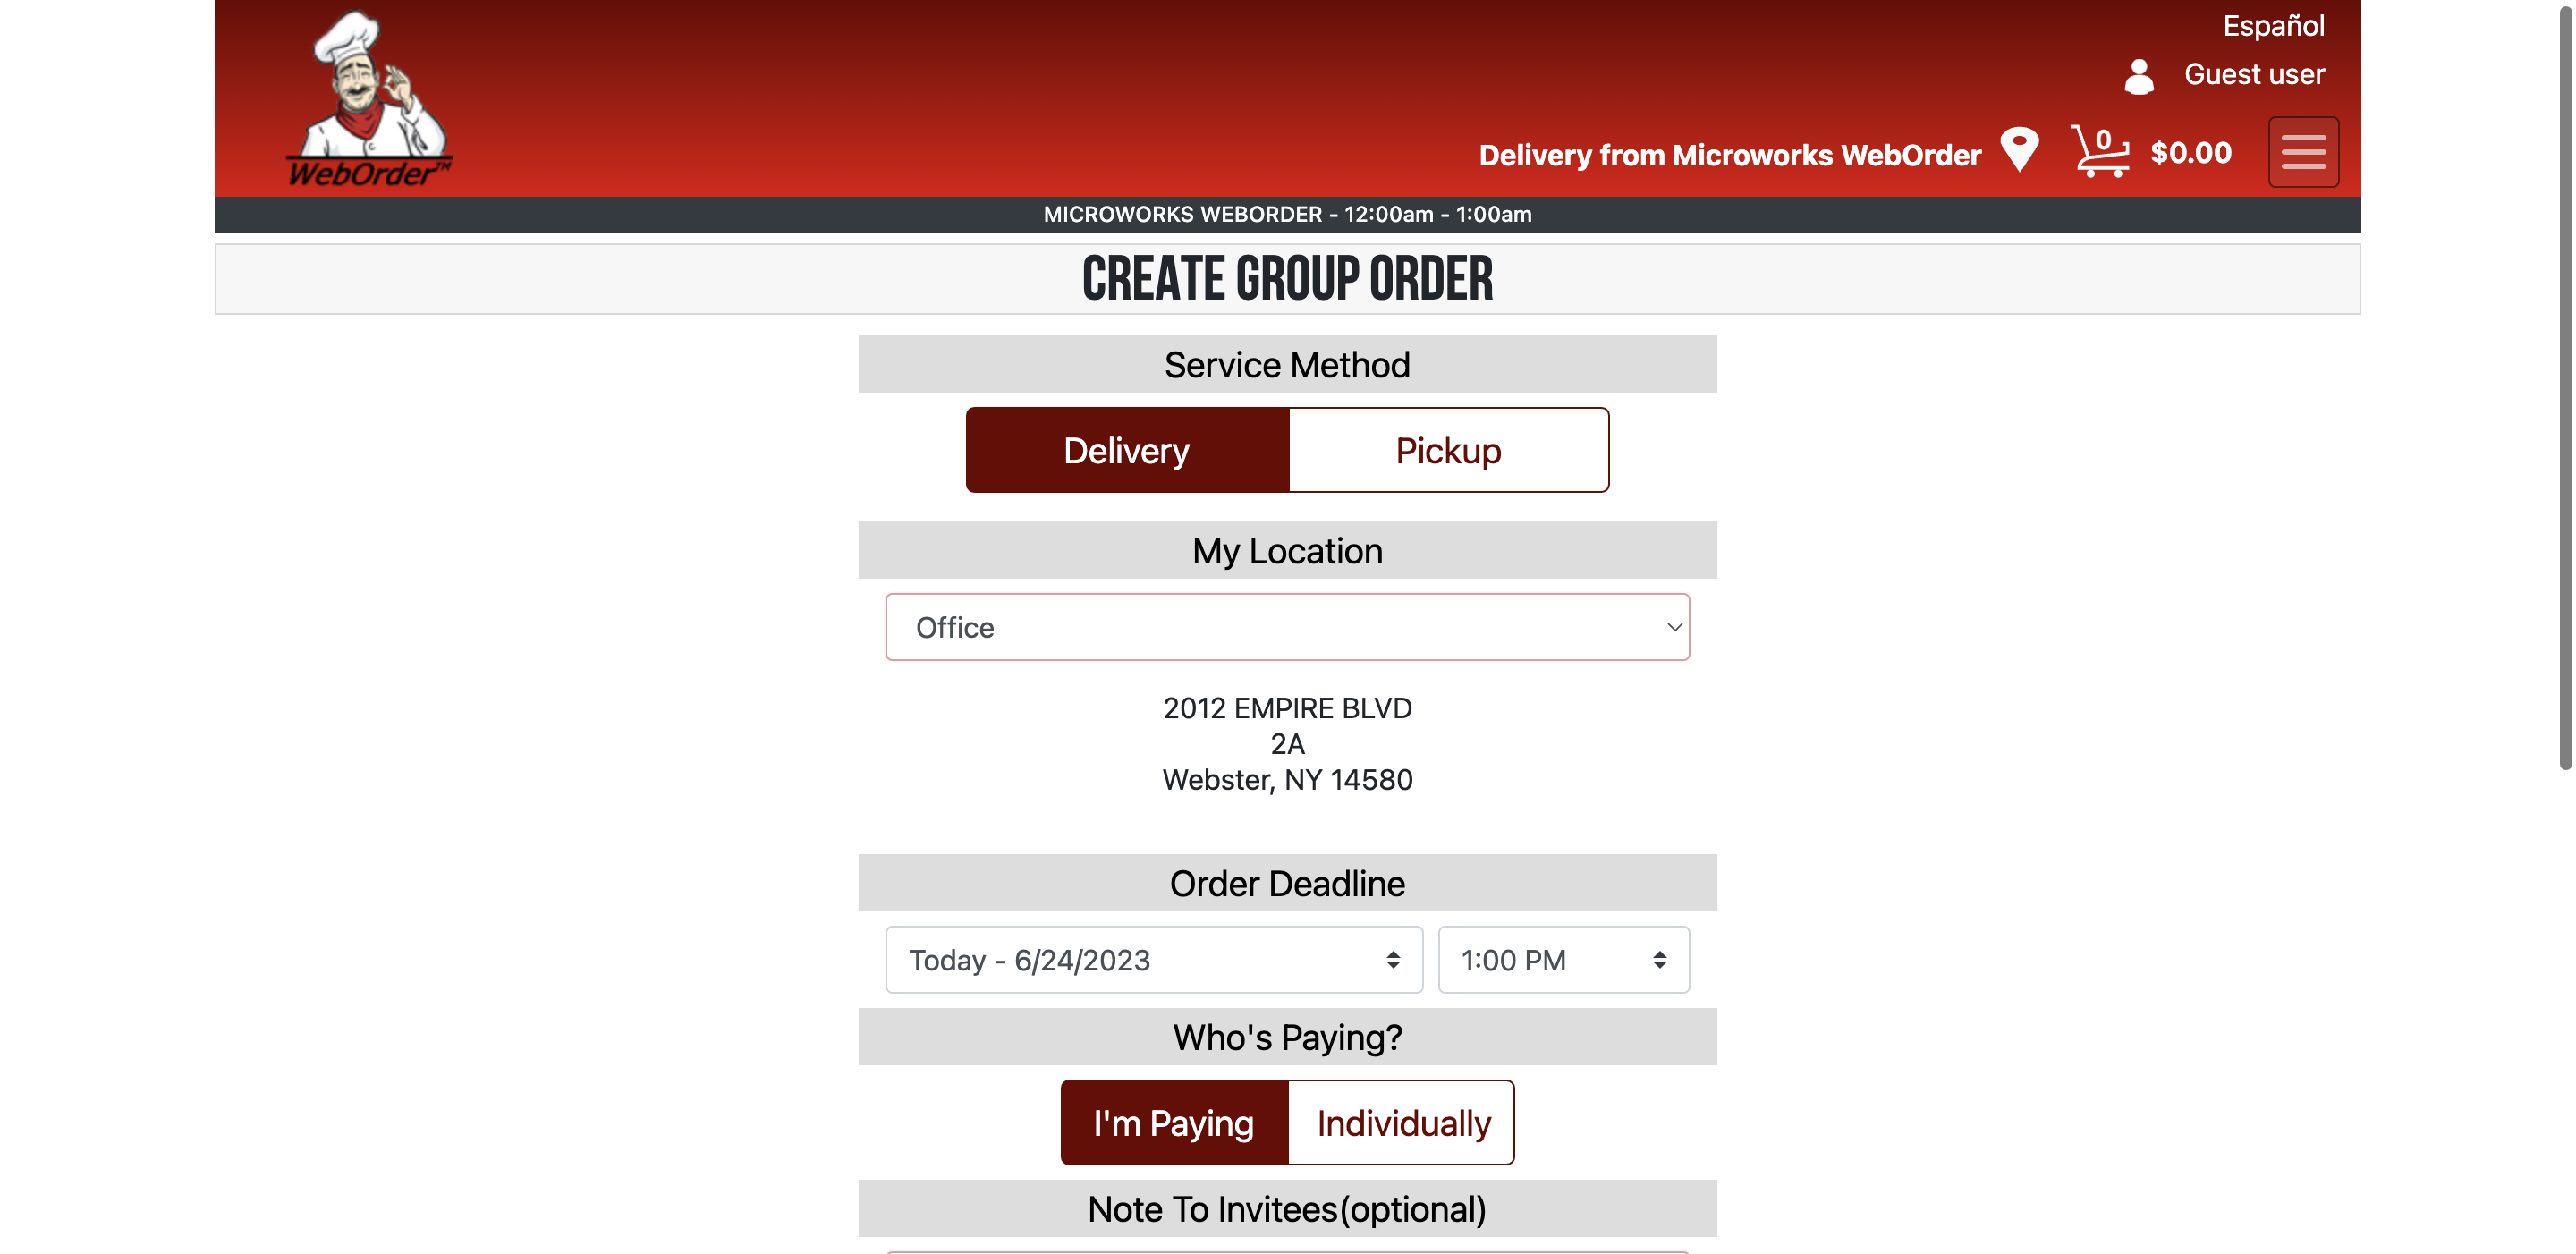 Español
Guest user
WebOrder™
Delivery from Microworks WebOrder 0 $0.00
MICROWORKS WEBORDER - 12:00am - 1:00am
CREATE GROUP ORDER
Service Method
Delivery Pickup
My Location
Office
2012 EMPIRE BLVD
2A
Webster, NY 14580
Order Deadline
Today - 6/24/2023 1:00 PM
Who's Paying?
I'm Paying Individually
Note To Invitees(optional)